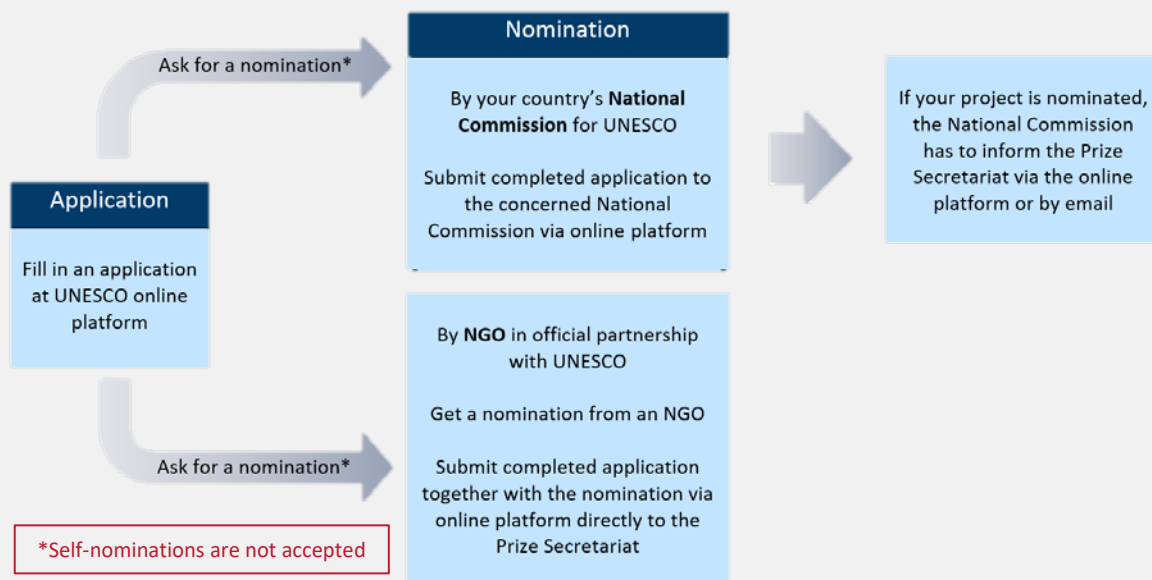 Application
Fill in an application
at UNESCO online
platform
Ask for a nomination*
Nomination
By your country's National
Commission for UNESCO
Submit completed application to
the concerned National
Commission via online platform
If your project is nominated,
the National Commission
has to inform the Prize
Secretariat via the online
platform or by email
Ask for a nomination*
By NGO in official partnership
with UNESCO
Get a nomination from an NGO
Submit completed application
together with the nomination via
online platform directly to the
Prize Secretariat
*Self-nominations are not accepted